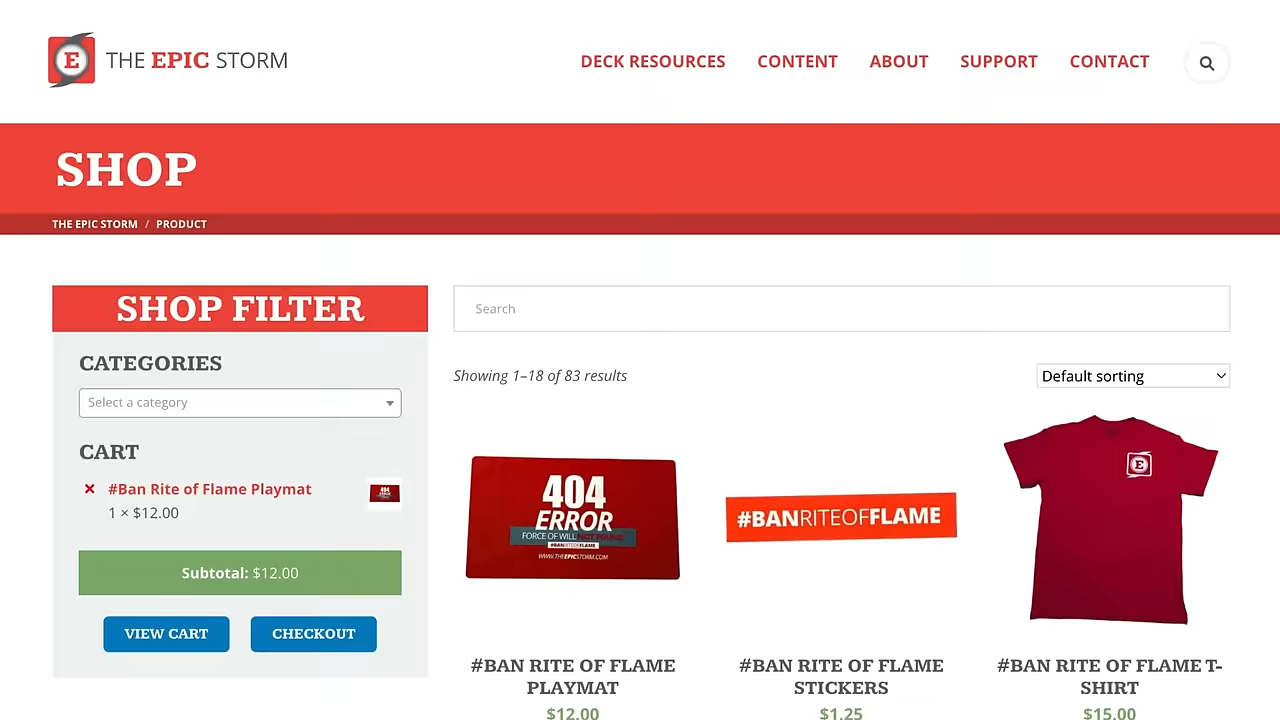 E THE EPIC STORM
DECK RESOURCES CONTENT ABOUT SUPPORT CONTACT
SHOP
THE EPIC STORM / PRODUCT
SHOP FILTER
CATEGORIES
Select a category
CART
× #Ban Rite of Flame Playmat
1 × $12.00
Subtotal: $12.00
VIEW CART CHECKOUT
Search
Showing 1–18 of 83 results
Default sorting
404
ERROR
FORCE OF WILL NOT FOUND
#BANRITEOFFLAME
WWW.THEEPICSTORM.COM
#BANRITEOFFLAME
E
#BAN RITE OF FLAME
PLAYMAT
$12.00
#BAN RITE OF FLAME
STICKERS
$1.25
#BAN RITE OF FLAME T-
SHIRT
$15.00